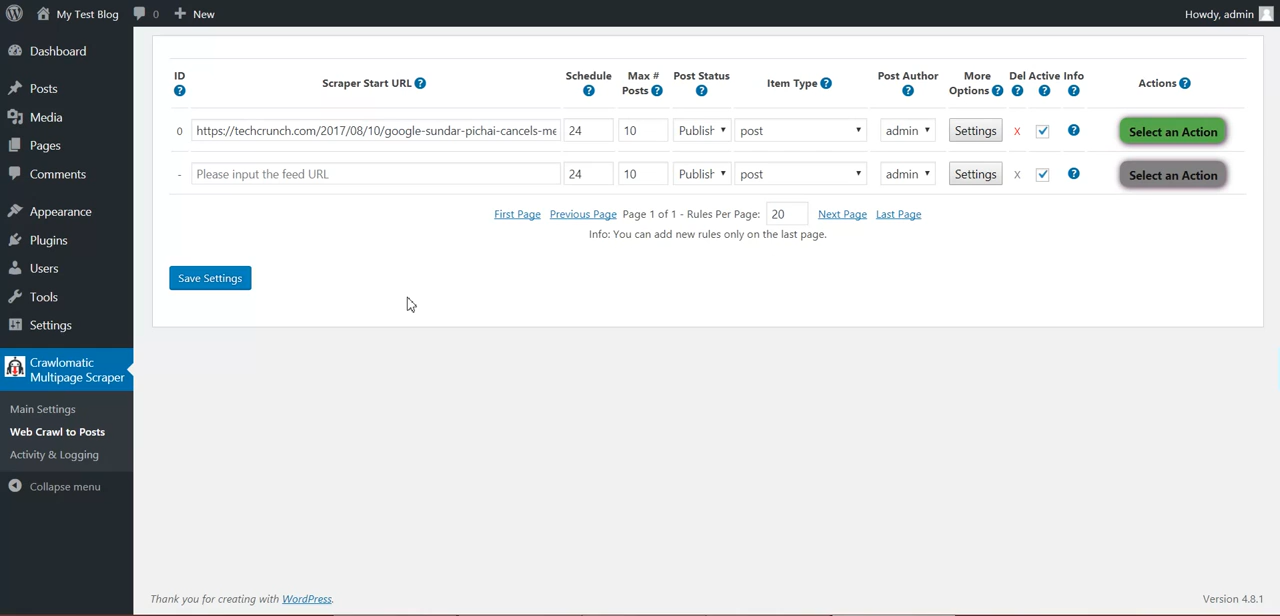 My Test Blog 0 New Howdy, admin
Dashboard
Posts
Media
Pages
Comments
Appearance
Plugins
Users
Tools
Settings
Crawlomatic
Multipage Scraper
Main Settings
Web Crawl to Posts
Activity & Logging
Collapse menu
ID Scraper Start URL Schedule Max # Posts Post Status Item Type Post Author More Options Del Active Info Actions
0 https://techcrunch.com/2017/08/10/google-sundar-pichai-cancels-me 24 10 Publish post admin Settings X Select an Action
- Please input the feed URL 24 10 Publish post admin Settings X Select an Action
First Page Previous Page Page 1 of 1 - Rules Per Page: 20 Next Page Last Page
Info: You can add new rules only on the last page.
Save Settings
Thank you for creating with WordPress. Version 4.8.1